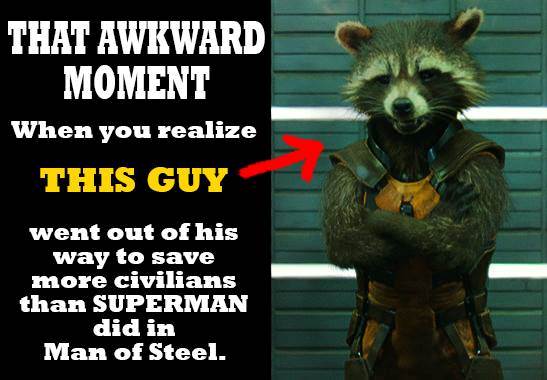 THAT AWKWARD
MOMENT
When you realize
THIS GUY
went out of his
way to save
more civilians
than SUPERMAN
did in
Man of Steel.